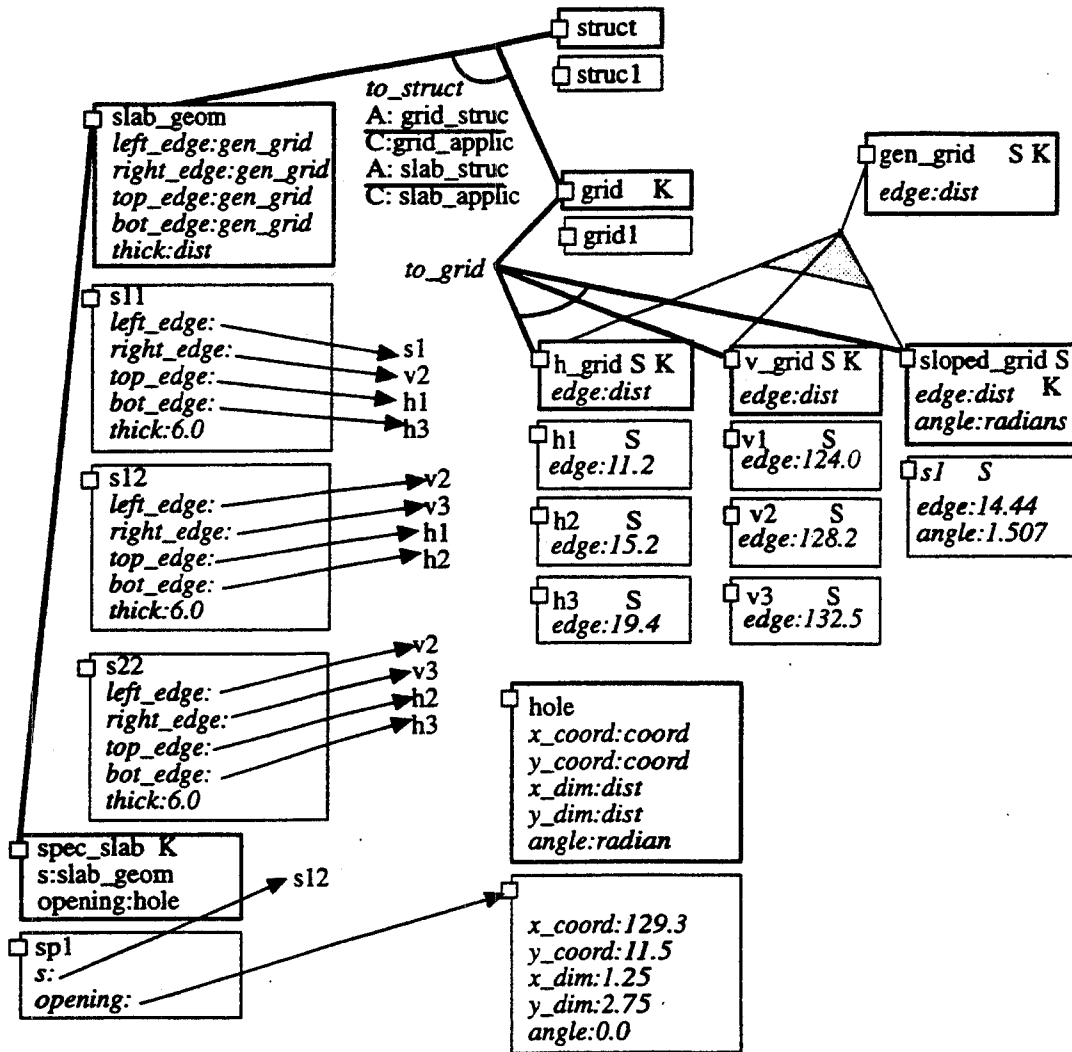 struct
struc1
to_struct
A: grid_struc
C:grid_applic
A: slab_struc
C: slab_applic
slab_geom
left_edge:gen_grid
right_edge:gen_grid
top_edge:gen_grid
bot_edge:gen_grid
thick:dist
gen_grid S K
edge:dist
grid K
grid1
to_grid
s11
left_edge:
right_edge:
top_edge:
bot_edge:
thick:6.0
s1
v2
h1
h3
h_grid S K
edge:dist
v_grid S K
edge:dist
sloped_grid S
edge:dist K
angle:radians
h1 S
edge:11.2
v1 S
edge:124.0
s1 S
edge:14.44
angle:1.507
s12
left_edge:
right_edge:
top_edge:
bot_edge:
thick:6.0
v2
v3
h1
h2
h2 S
edge:15.2
v2 S
edge:128.2
h3 S
edge:19.4
v3 S
edge:132.5
s22
left_edge:
right_edge:
top_edge:
bot_edge:
thick:6.0
v2
v3
h2
h3
hole
x_coord:coord
y_coord:coord
x_dim:dist
y_dim:dist
angle:radian
spec_slab K
s:slab_geom
opening:hole
s12
sp1
s:
opening:
x_coord:129.3
y_coord:11.5
x_dim:1.25
y_dim:2.75
angle:0.0